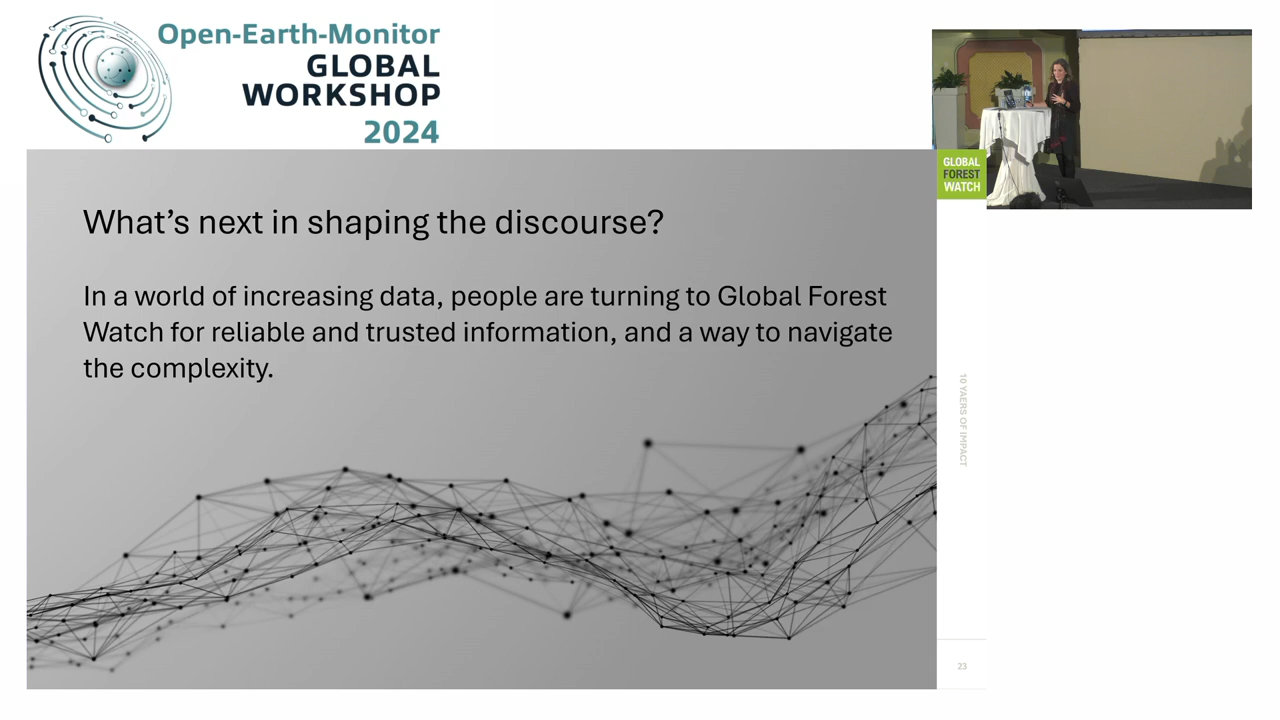 Open-Earth-Monitor
GLOBAL
WORKSHOP
2024
GLOBAL
FOREST
WATCH
What's next in shaping the discourse?
In a world of increasing data, people are turning to Global Forest
Watch for reliable and trusted information, and a way to navigate
the complexity.
10 YAERS OF IMPACT
23